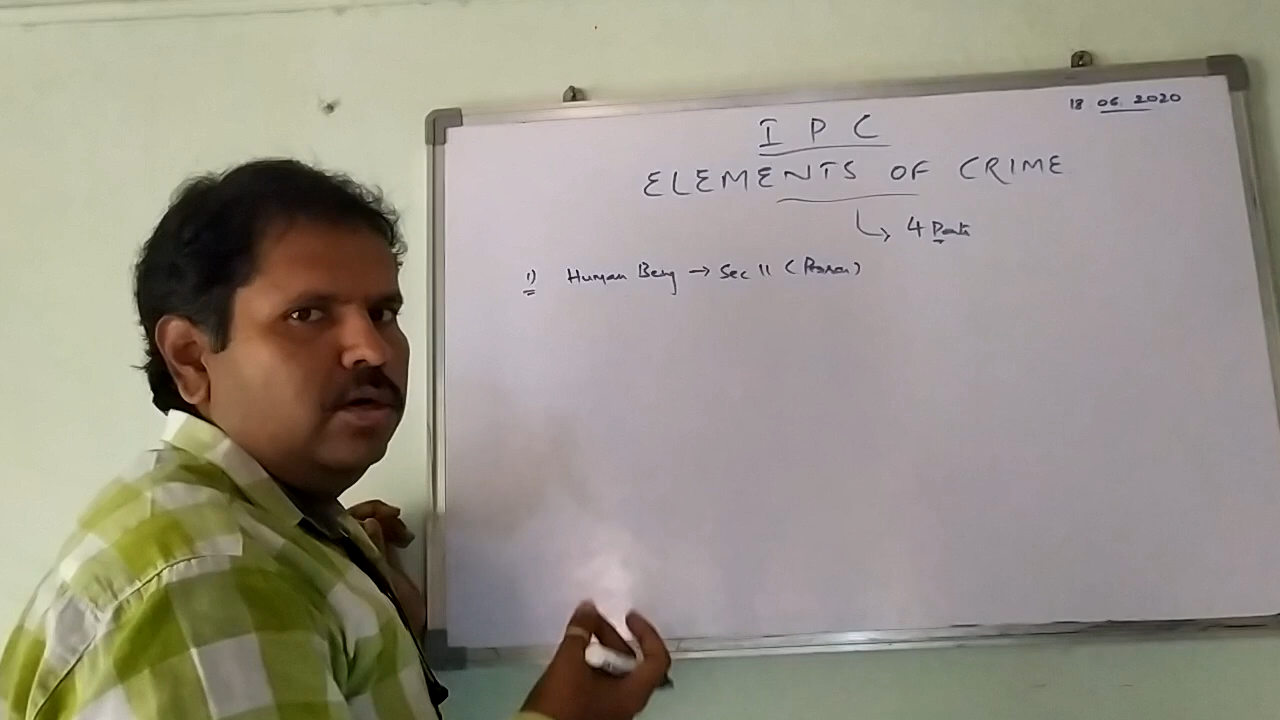 18 06 2020
I P C
ELEMENTS OF CRIME
↳ 4 Parts
1) Human Being → Sec 11 (Person)